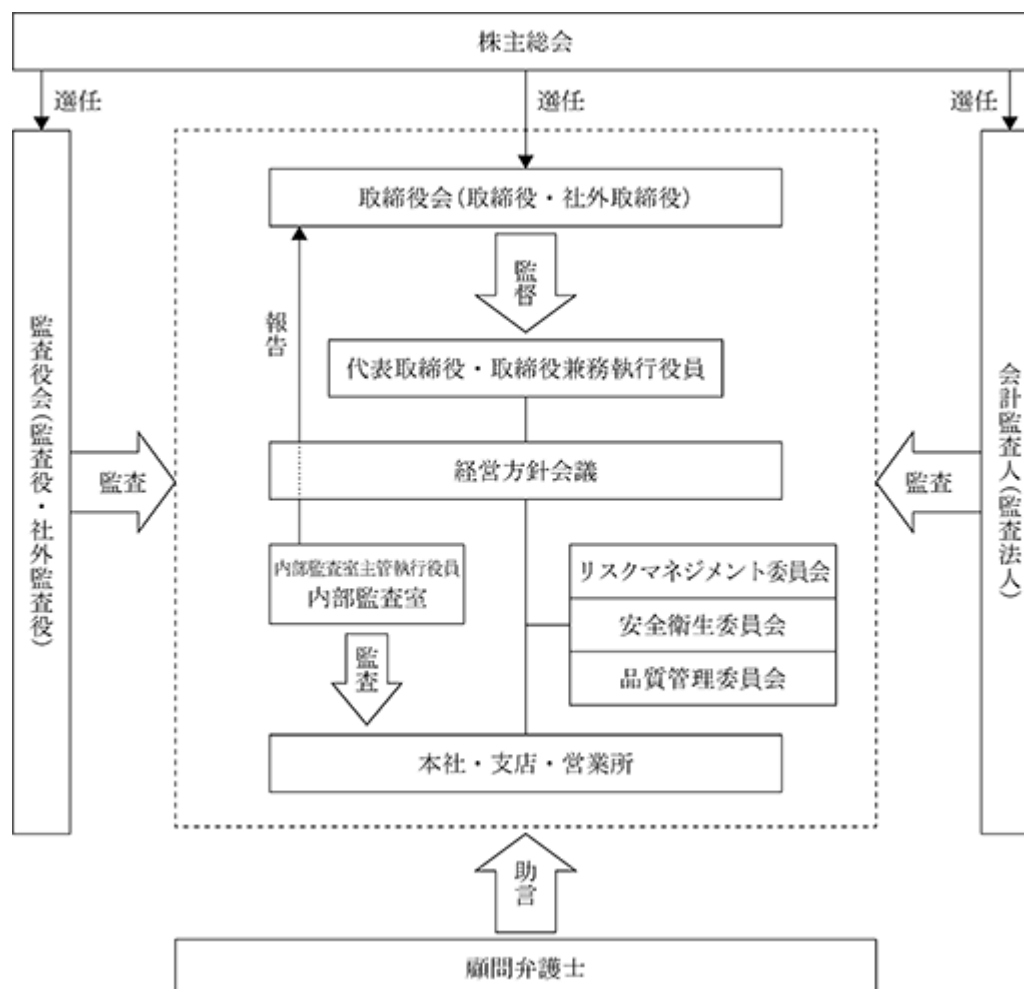 株主総会
選任
選任
選任
取締役会(取締役・社外取締役)
監督
報告
代表取締役・取締役兼務執行役員
監査役会(監査役・社外監査役)
会計監査人(監査法人)
経営方針会議
監査
監査
内部監査室主管執行役員
内部監査室
リスクマネジメント委員会
安全衛生委員会
品質管理委員会
監査
本社・支店・営業所
助言
顧問弁護士